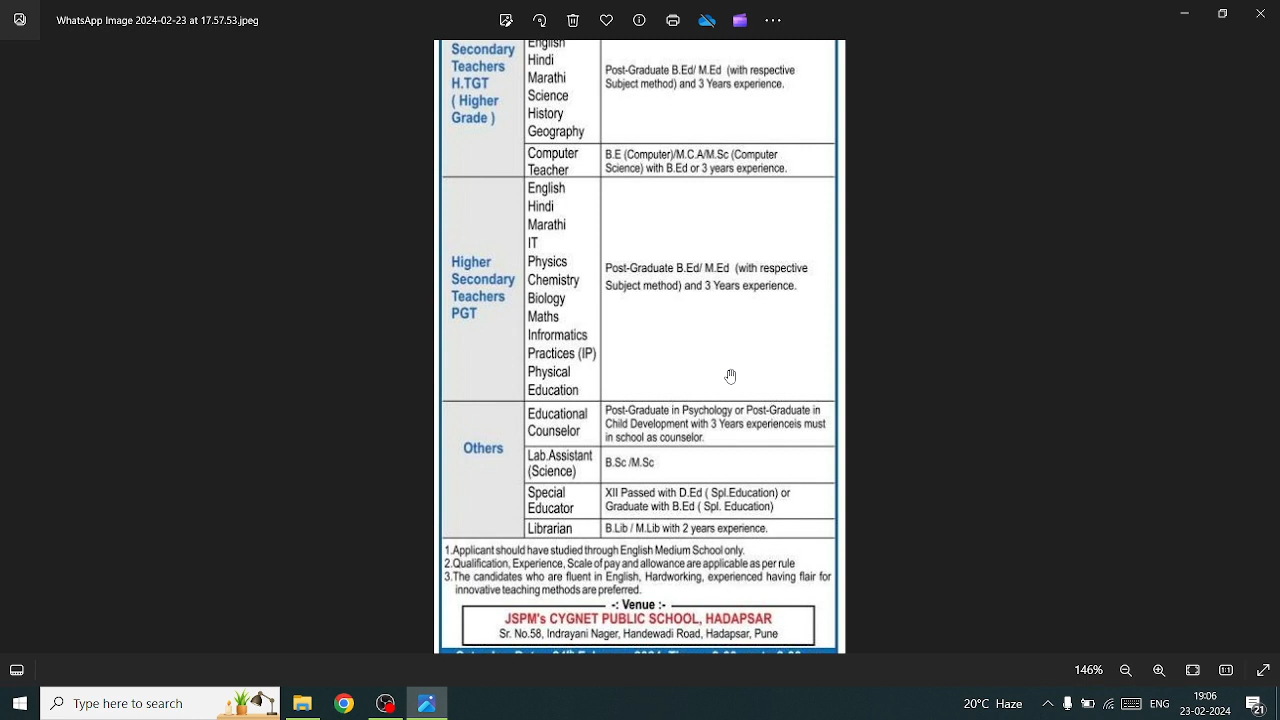 WhatsApp Image 2024-02-23 at 17.57.53.jpeg
Secondary
Teachers
H.TGT
( Higher
Grade )
English
Hindi
Marathi
Science
History
Geography
Post-Graduate B.Ed/ M.Ed (with respective
Subject method) and 3 Years experience.
Computer
Teacher
B.E (Computer)/M.C.A/M.Sc (Computer
Science) with B.Ed or 3 years experience.
Higher
Secondary
Teachers
PGT
English
Hindi
Marathi
IT
Physics
Chemistry
Biology
Maths
Infrormatics
Practices (IP)
Physical
Education
Post-Graduate B.Ed/ M.Ed (with respective
Subject method) and 3 Years experience.
Others
Educational
Counselor
Post-Graduate in Psychology or Post-Graduate in
Child Development with 3 Years experienceis must
in school as counselor.
Lab.Assistant
(Science)
B.Sc /M.Sc
Special
Educator
XII Passed with D.Ed ( Spl.Education) or
Graduate with B.Ed ( Spl. Education)
Librarian
B.Lib / M.Lib with 2 years experience.
1.Applicant should have studied through English Medium School only.
2.Qualification, Experience, Scale of pay and allowance are applicable as per rule
3.The candidates who are fluent in English, Hardworking, experienced having flair for
innovative teaching methods are preferred.
-: Venue :-
JSPM's CYGNET PUBLIC SCHOOL, HADAPSAR
Sr. No.58, Indrayani Nager, Handewadi Road, Hadapsar, Pune
Type here to search
20°C Haze
ENG
19:06
23-02-2024
2